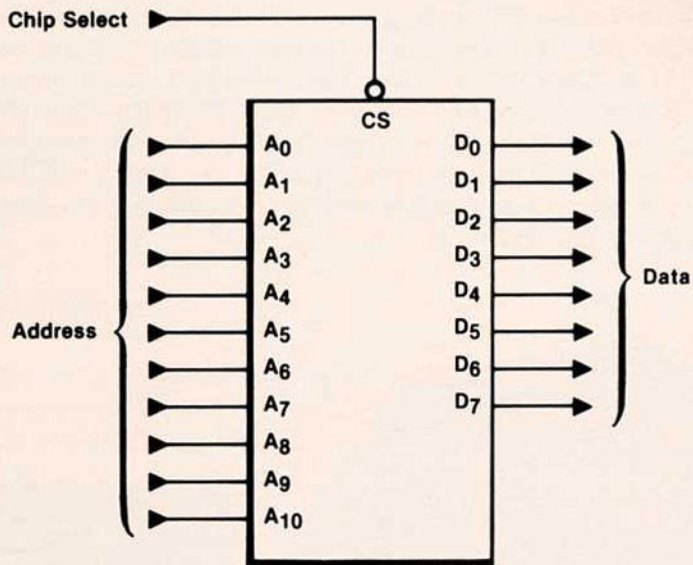 Chip Select
CS
A0 D0
A1 D1
A2 D2
A3 D3
A4 D4
A5 D5
A6 D6
A7 D7
A8
A9
A10
Address
Data